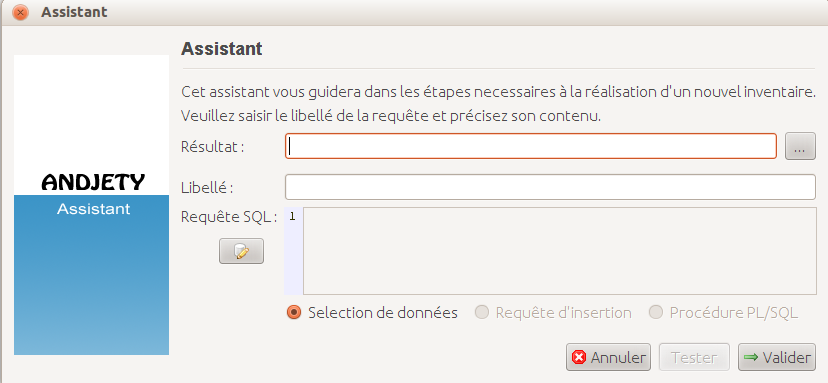 Assistant
Assistant
Cet assistant vous guidera dans les étapes necessaires à la réalisation d'un nouvel inventaire.
Veuillez saisir le libellé de la requête et précisez son contenu.
Résultat :
...
ANDJETY
Assistant
Libellé :
Requête SQL :
1
Selection de données
Requête d'insertion
Procédure PL/SQL
Annuler
Tester
Valider